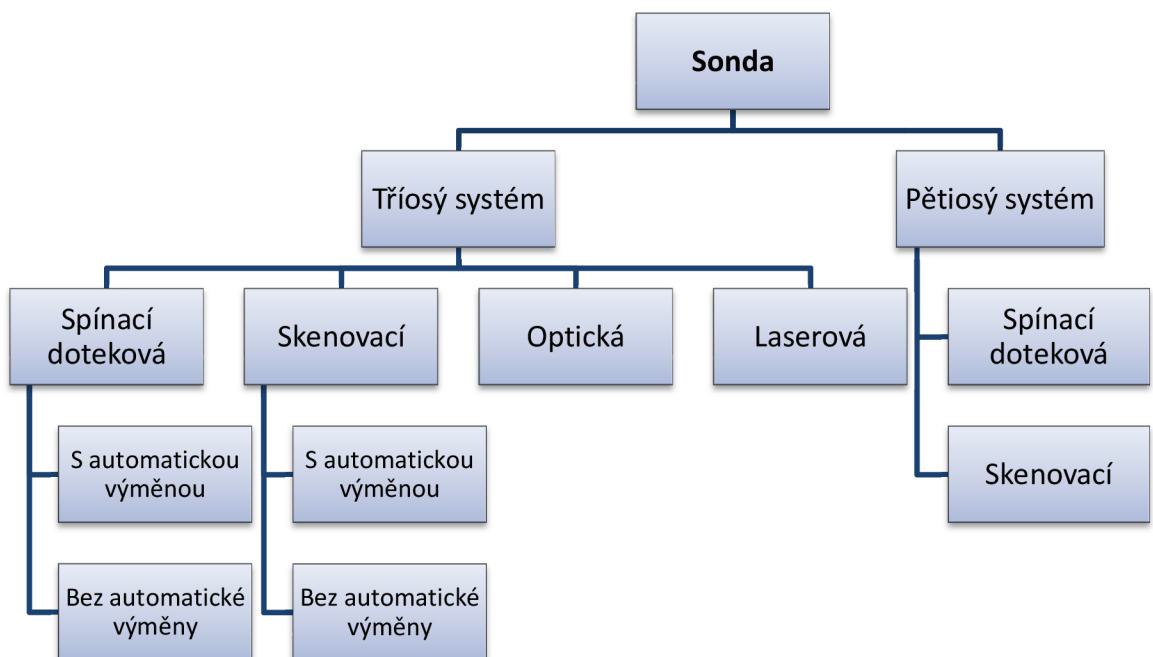 Sonda
Tříosý systém
Pětiosý systém
Spínací
doteková
Skenovací
Optická
Laserová
Spínací
doteková
S automatickou
výměnou
S automatickou
výměnou
Skenovací
Bez automatické
výměny
Bez automatické
výměny